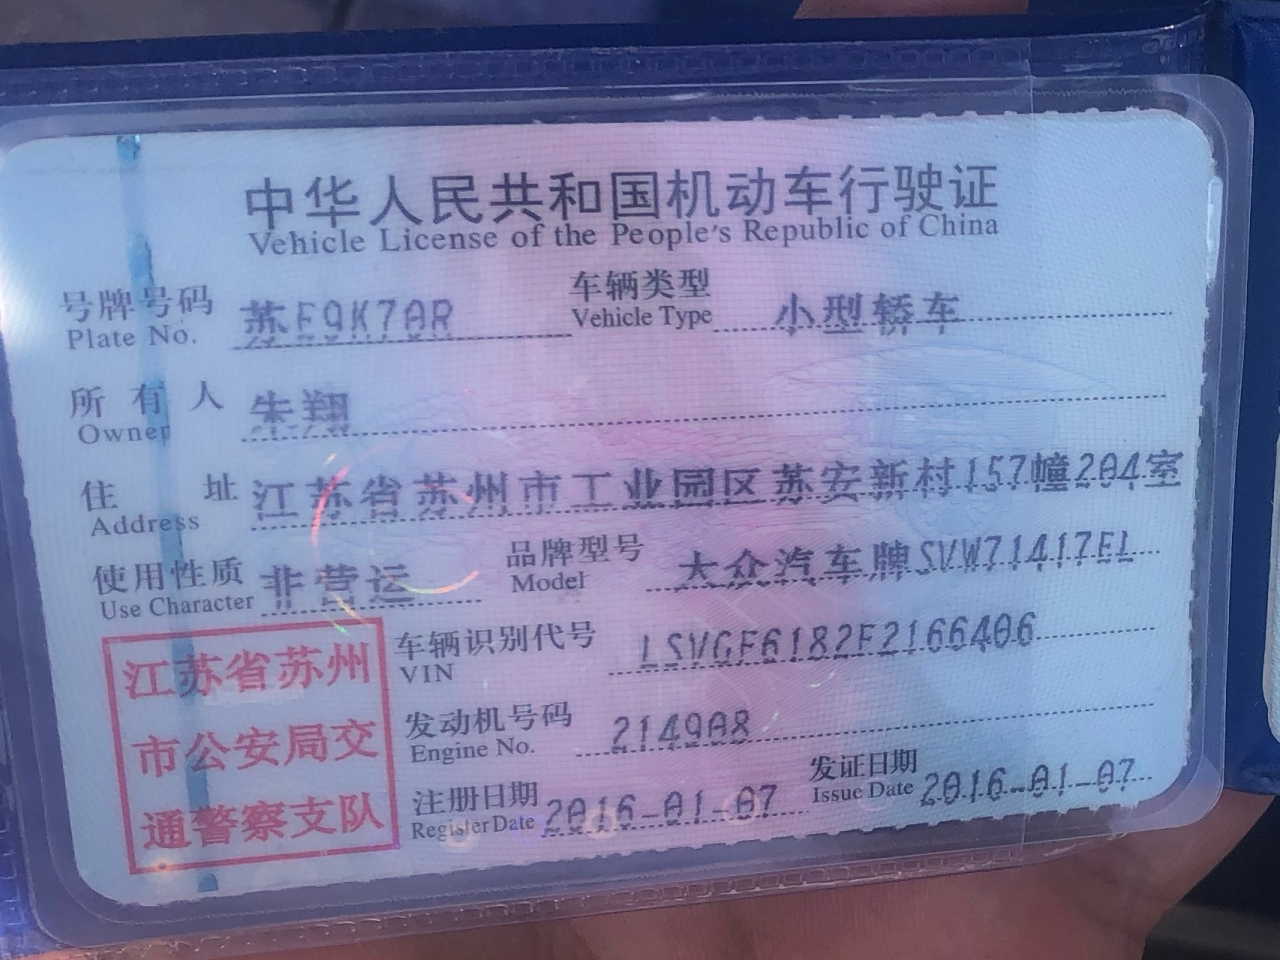 中华人民共和国机动车行驶证
Vehicle License of the People's Republic of China
号牌号码 苏E9K70R 车辆类型 小型轿车
Plate No. Vehicle Type
所有人 朱翔
Owner
住址 江苏省苏州市工业园区苏安新村157幢204室
Address
使用性质 非营运 品牌型号 大众汽车牌SVW71417EL
Use Character Model
车辆识别代号 LSVGF6182F2166406
VIN
发动机号码 214908
Engine No.
注册日期 2016-01-07 发证日期 2016-01-07
Register Date Issue Date
江苏省苏州
市公安局交
通警察支队